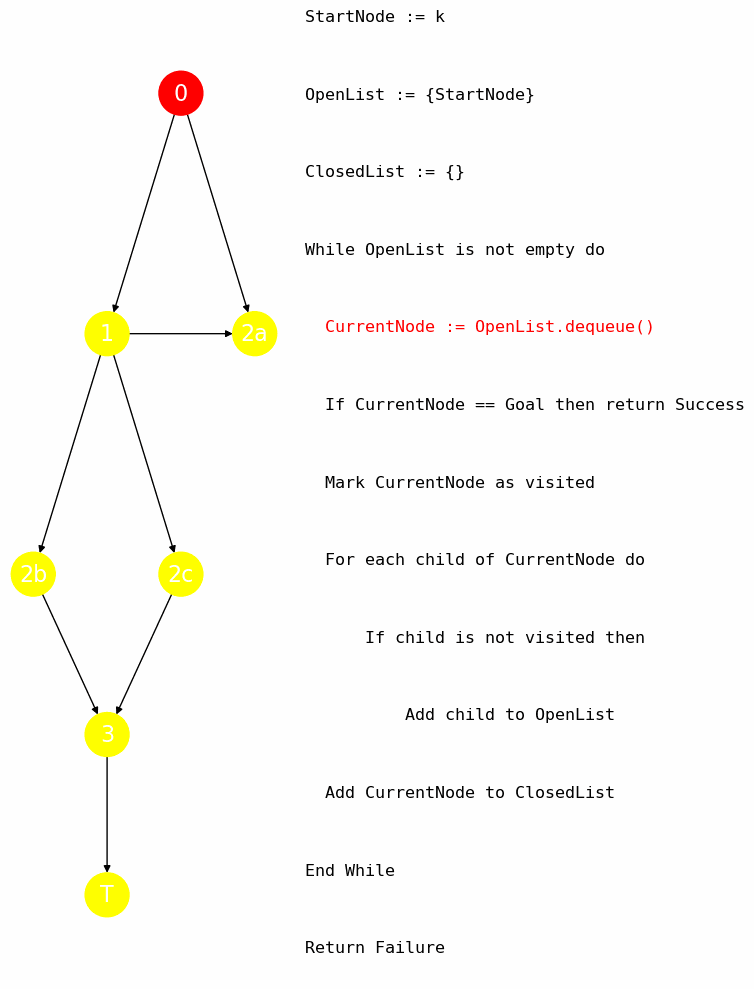 StartNode := k
0
OpenList := {StartNode}
ClosedList := {}
While OpenList is not empty do
1
2a
CurrentNode := OpenList.dequeue()
If CurrentNode == Goal then return Success
Mark CurrentNode as visited
2b
2c
For each child of CurrentNode do
If child is not visited then
3
Add child to OpenList
Add CurrentNode to ClosedList
End While
T
Return Failure